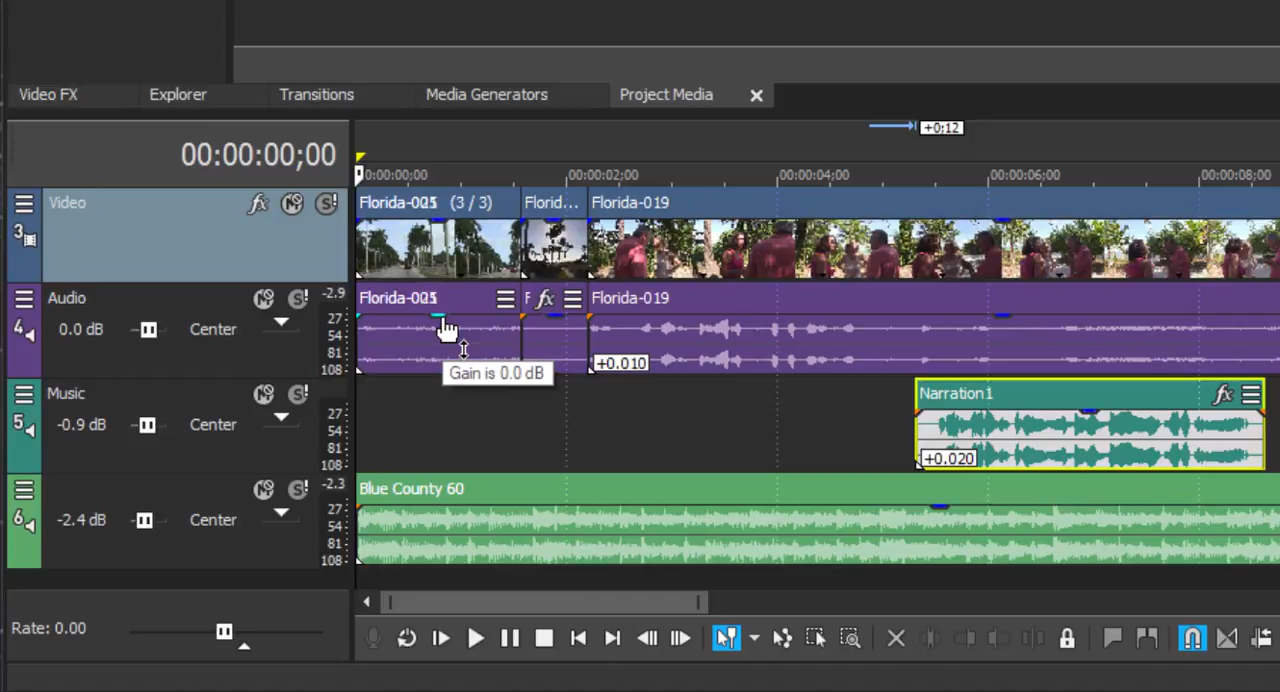 Video FX
Explorer
Transitions
Media Generators
Project Media
+0;12
00:00:00;00
0:00:00;00
00:00:02;00
00:00:04;00
00:00:06;00
00:00:08;00
Video
Florida-
(3 / 3)
Florid...
Florida-019
3
Audio
Florida-
F
fx
Florida-019
-2.9
4
0.0 dB
Center
27
54
81
108
+0.010
Gain is 0.0 dB
Music
Narration1
fx
5
-0.9 dB
Center
27
54
81
108
+0.020
Blue County 60
-2.3
6
-2.4 dB
Center
27
54
81
108
Rate: 0.00